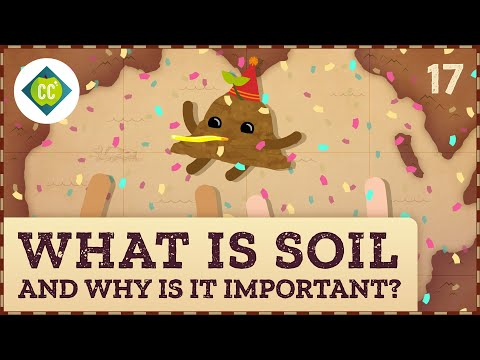 CC
17
WHAT IS SOIL
AND WHY IS IT IMPORTANT?